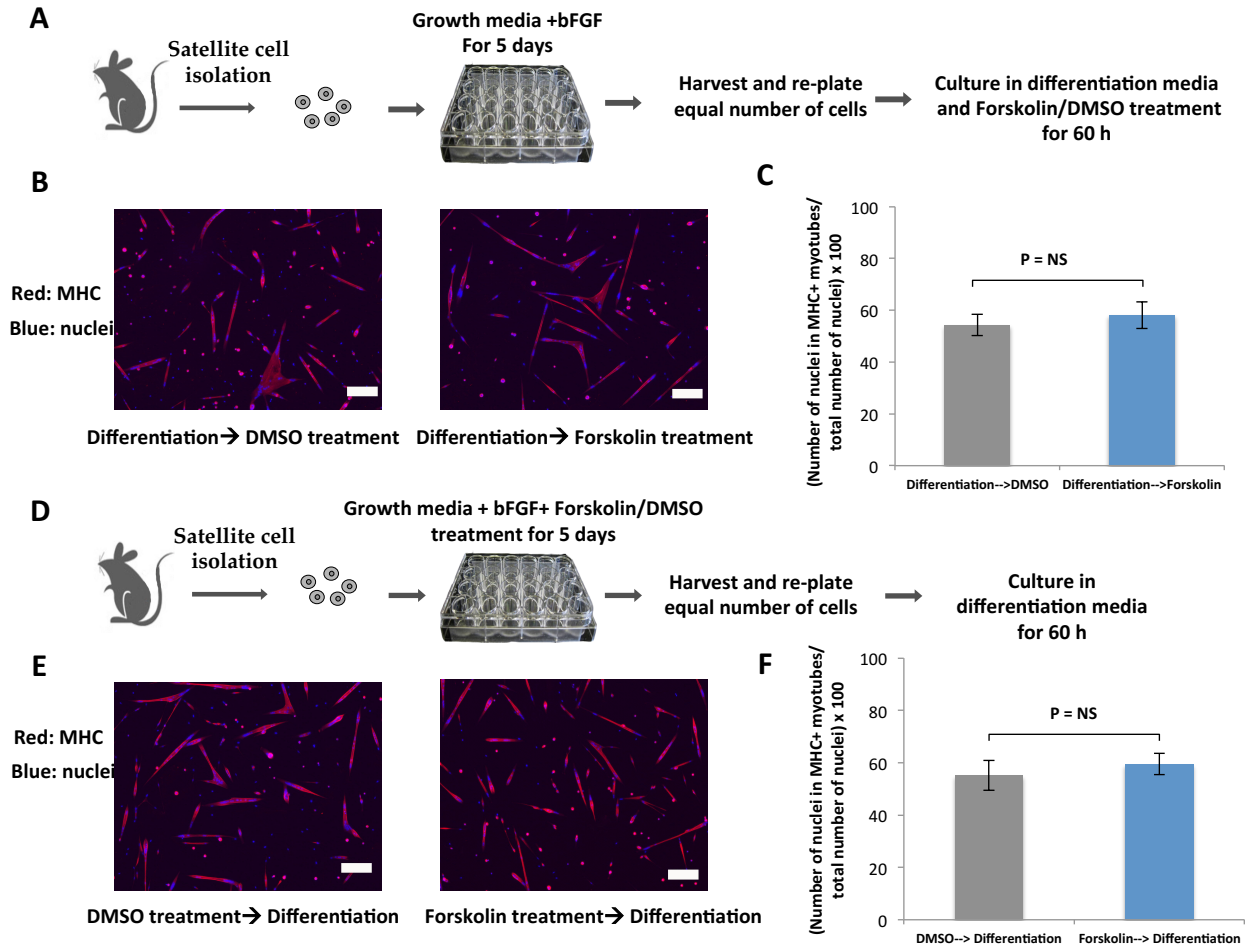 A
Satellite cell
isolation
Growth media +bFGF
For 5 days
Harvest and re-plate
equal number of cells
Culture in differentiation media
and Forskolin/DMSO treatment
for 60 h
B
Red: MHC
Blue: nuclei
Differentiation→ DMSO treatment
Differentiation→ Forskolin treatment
C
(Number of nuclei in MHC+ myotubes/
total number of nuclei) x 100
100
80
60
40
20
0
P = NS
Differentiation-->DMSO
Differentiation-->Forskolin
D
Satellite cell
isolation
Growth media + bFGF+ Forskolin/DMSO
treatment for 5 days
Harvest and re-plate
equal number of cells
Culture in
differentiation media
for 60 h
E
Red: MHC
Blue: nuclei
DMSO treatment→ Differentiation
Forskolin treatment→ Differentiation
F
(Number of nuclei in MHC+ myotubes/
total number of nuclei) x 100
100
80
60
40
20
0
P = NS
DMSO--> Differentiation
Forskolin--> Differentiation